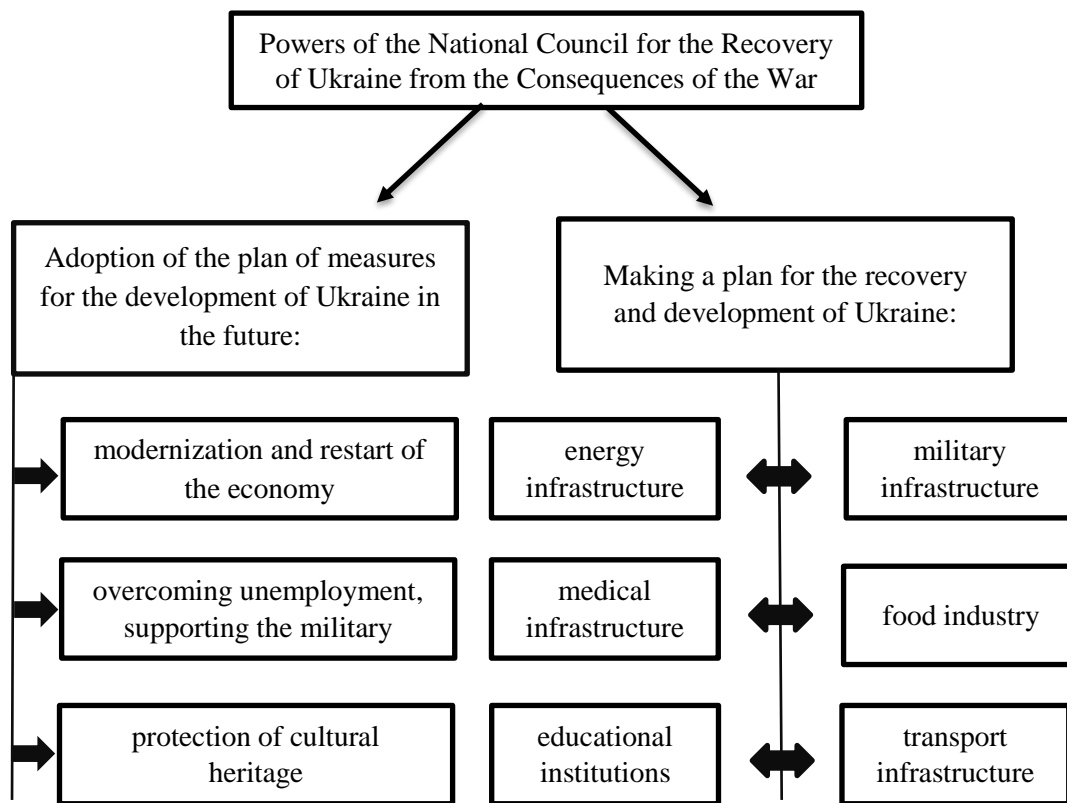 Powers of the National Council for the Recovery
of Ukraine from the Consequences of the War
Adoption of the plan of measures
for the development of Ukraine in
the future:
Making a plan for the recovery
and development of Ukraine:
modernization and restart of
the economy
energy
infrastructure
military
infrastructure
overcoming unemployment,
supporting the military
medical
infrastructure
food industry
protection of cultural
heritage
educational
institutions
transport
infrastructure